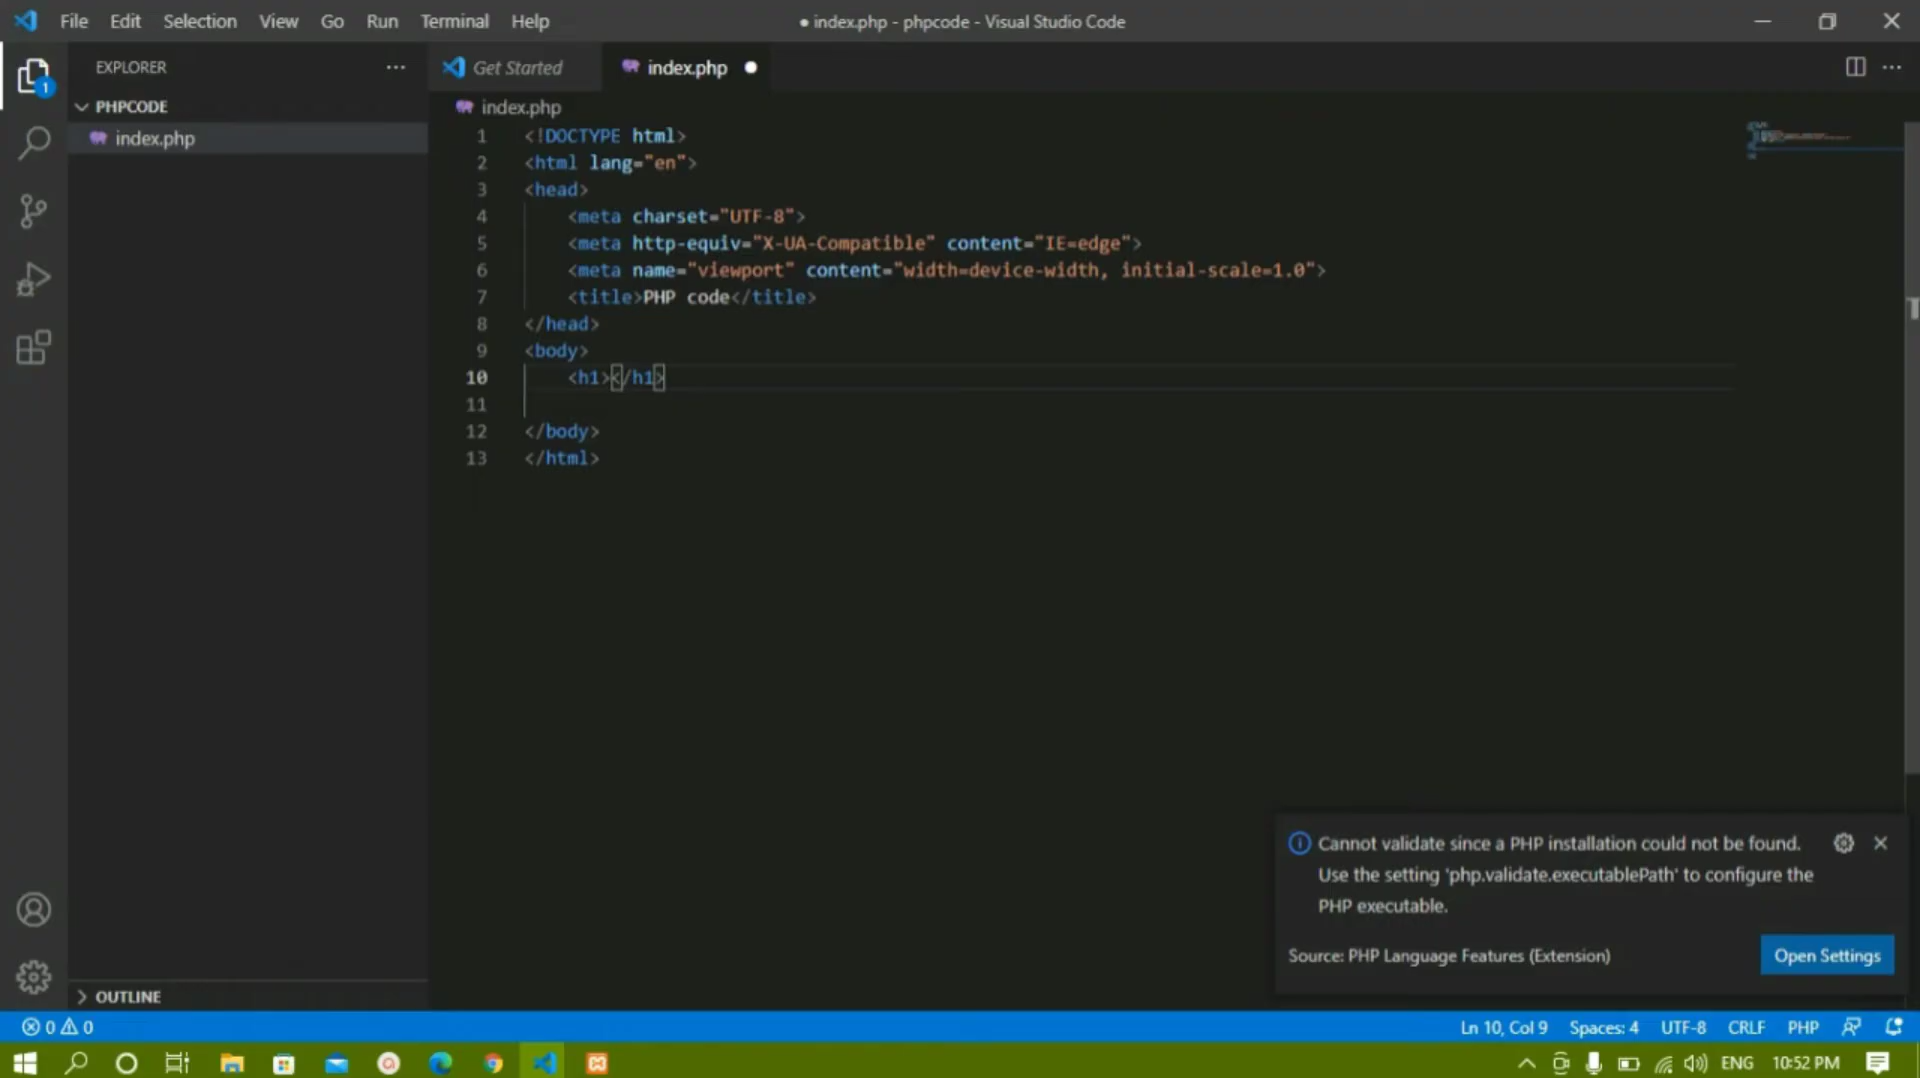 File Edit Selection View Go Run Terminal Help
● index.php - phpcode - Visual Studio Code
EXPLORER
Get Started
index.php
PHPCODE
index.php
index.php
1 <!DOCTYPE html>
2 <html lang="en">
3 <head>
4 <meta charset="UTF-8">
5 <meta http-equiv="X-UA-Compatible" content="IE=edge">
6 <meta name="viewport" content="width=device-width, initial-scale=1.0">
7 <title>PHP code</title>
8 </head>
9 <body>
10 <h1></h1>
11
12 </body>
13 </html>
1
Cannot validate since a PHP installation could not be found.
Use the setting 'php.validate.executablePath' to configure the
PHP executable.
Source: PHP Language Features (Extension)
Open Settings
OUTLINE
0 0
Ln 10, Col 9 Spaces: 4 UTF-8 CRLF PHP
ENG 10:52 PM